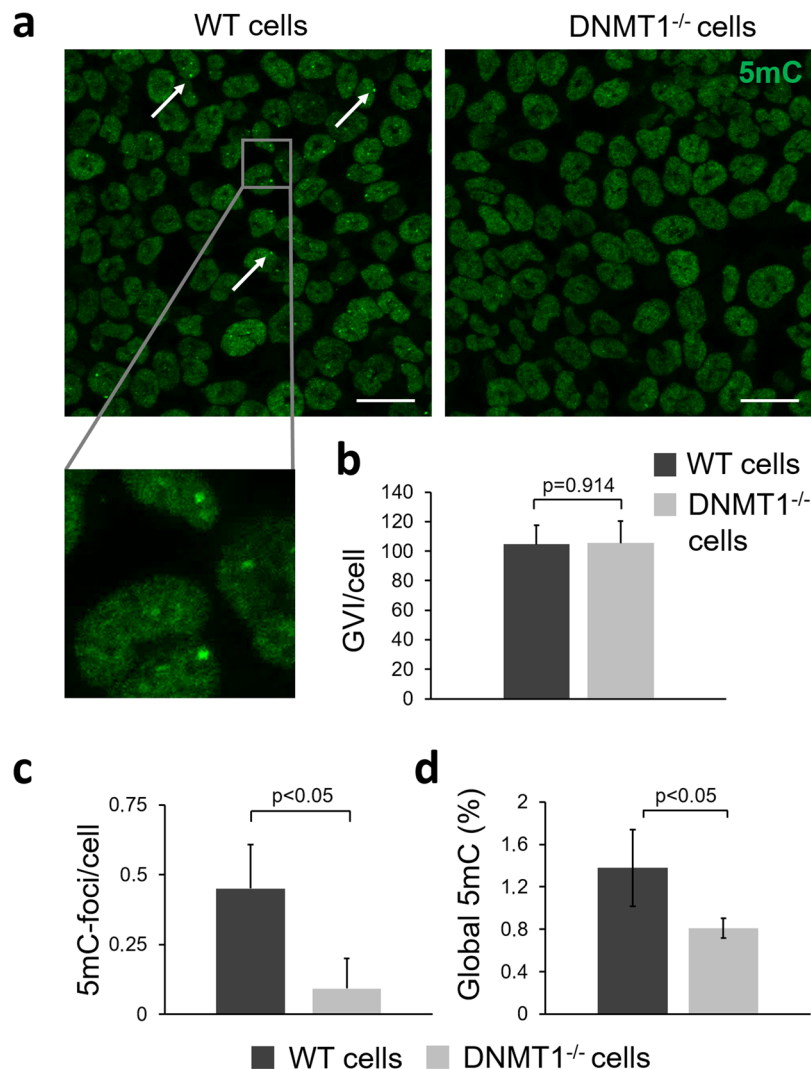 a
WT cells
DNMT1⁻/⁻ cells
5mC
b
WT cells
DNMT1⁻/⁻
cells
p=0.914
GVI/cell
140
120
100
80
60
40
20
0
c
p<0.05
5mC-foci/cell
0.75
0.5
0.25
0
d
p<0.05
Global 5mC (%)
2
1.6
1.2
0.8
0.4
0
WT cells
DNMT1⁻/⁻ cells